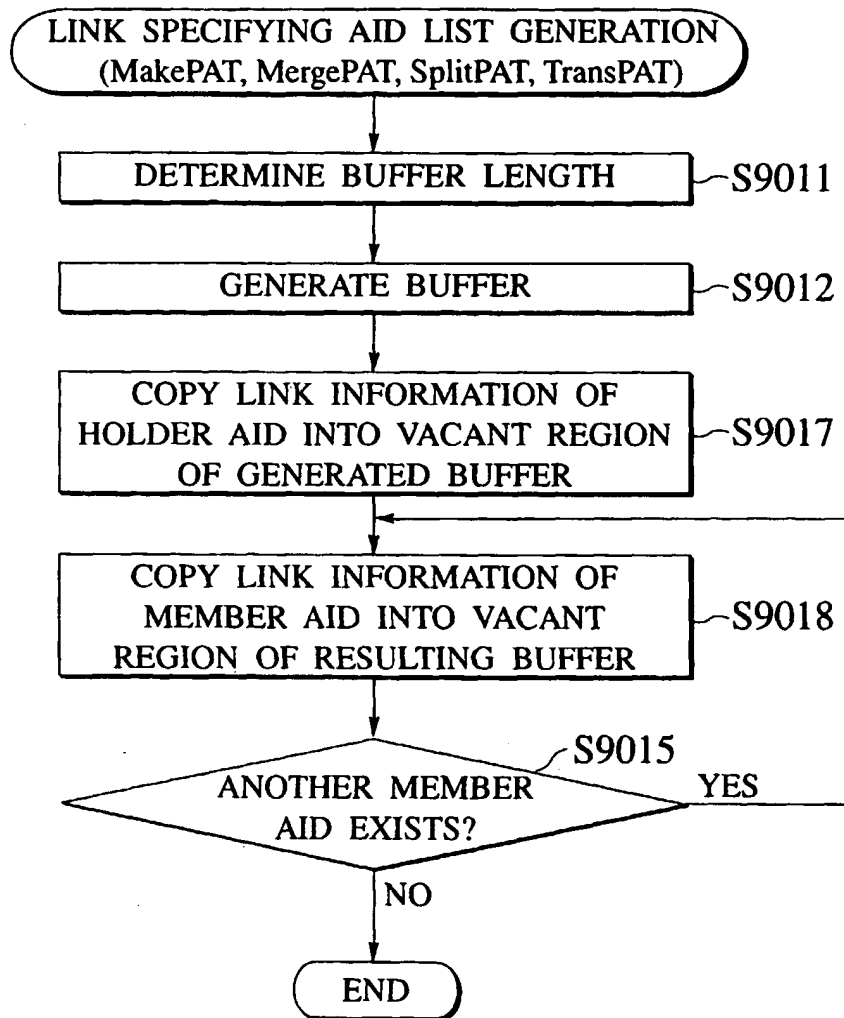 LINK SPECIFYING AID LIST GENERATION
(MakePAT, MergePAT, SplitPAT, TransPAT)
DETERMINE BUFFER LENGTH
S9011
GENERATE BUFFER
S9012
COPY LINK INFORMATION OF
HOLDER AID INTO VACANT REGION
OF GENERATED BUFFER
S9017
COPY LINK INFORMATION OF
MEMBER AID INTO VACANT
REGION OF RESULTING BUFFER
S9018
S9015
ANOTHER MEMBER
AID EXISTS?
YES
NO
END